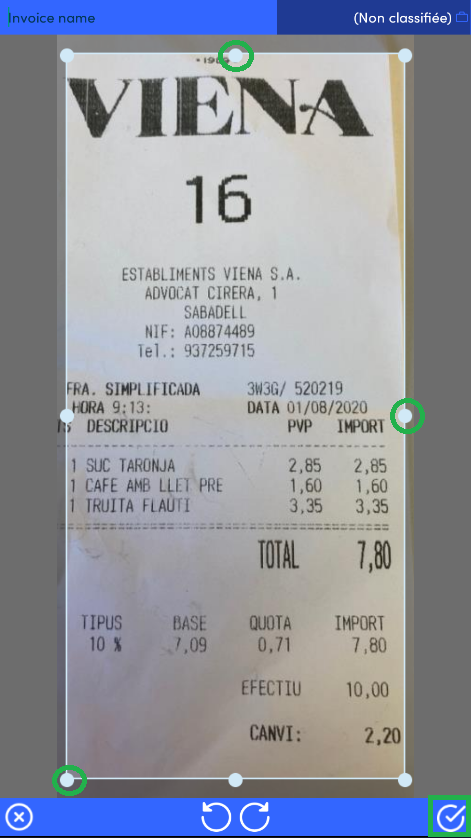 Invoice name (Non classifiée)
VIENA
16
ESTABLIMENTS VIENA S.A.
ADVOCAT CIRERA, 1
SABADELL
NIF: A08874489
Tel.: 937259715
FRA. SIMPLIFICADA 3W3G/ 520219
HORA 9:13: DATA 01/08/2020
DESCRIPCIO PVP IMPORT
1 SUC TARONJA 2,85 2,85
1 CAFE AMB LLET PRE 1,60 1,60
1 TRUITA FLAUTI 3,35 3,35
TOTAL 7,80
TIPUS BASE QUOTA IMPORT
10 % 7,09 0,71 7,80
EFECTIU 10,00
CANVI: 2,20